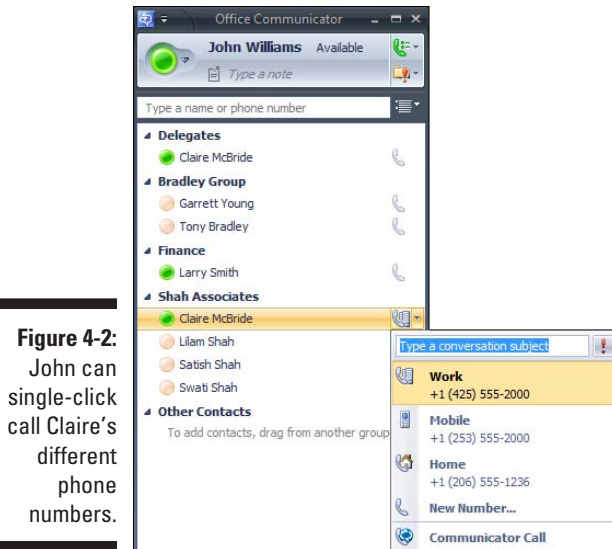 Office Communicator
John Williams Available
Type a note
Type a name or phone number
Delegates
Claire McBride
Bradley Group
Garrett Young
Tony Bradley
Finance
Larry Smith
Shah Associates
Claire McBride
Lilam Shah
Satish Shah
Swati Shah
Other Contacts
To add contacts, drag from another group
Type a conversation subject
Work
+1 (425) 555-2000
Mobile
+1 (253) 555-2000
Home
+1 (206) 555-1236
New Number...
Communicator Call
Figure 4-2:
John can
single-click
call Claire’s
different
phone
numbers.